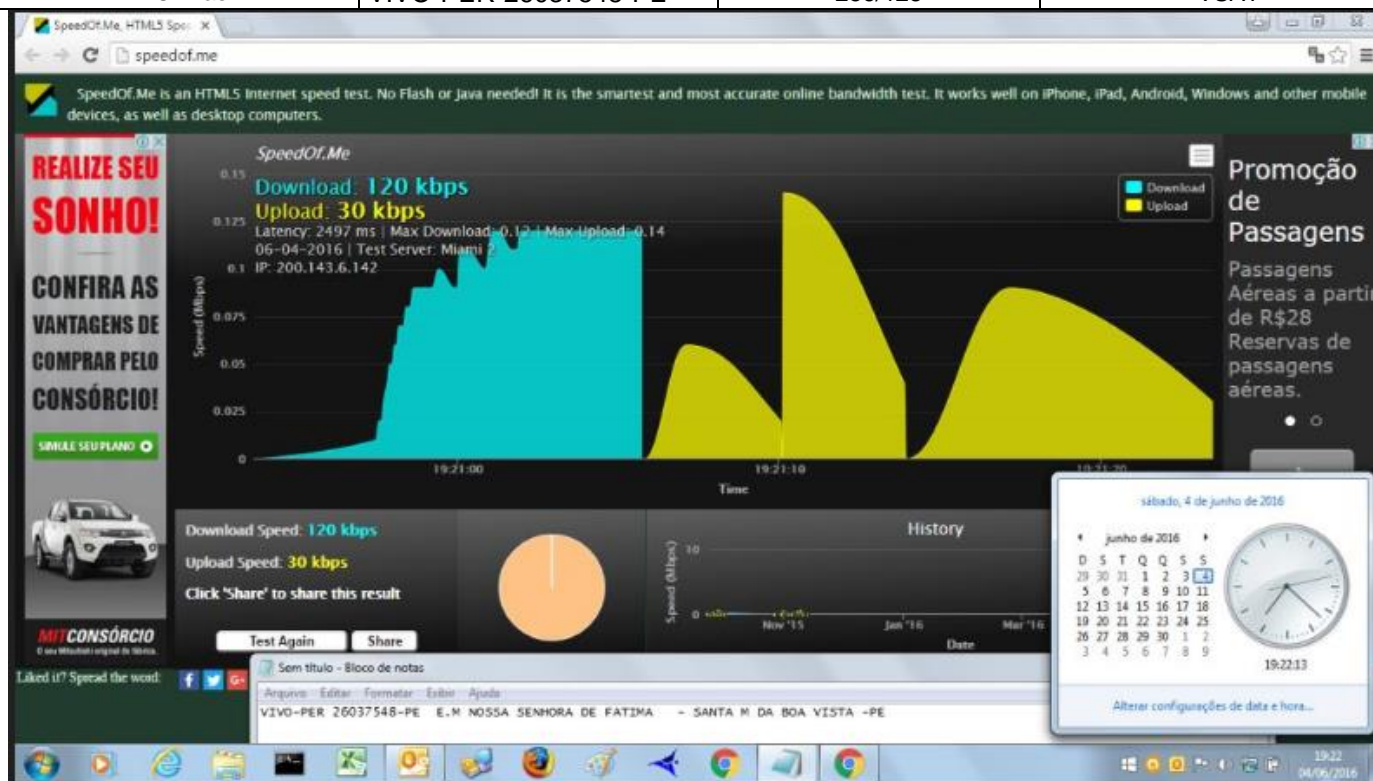 VIVO-PER 26037548-PE
SpeedOf.Me, HTML5 Spe
speedof.me
SpeedOf.Me is an HTML5 Internet speed test. No Flash or Java needed! It is the smartest and most accurate online bandwidth test. It works well on iPhone, iPad, Android, Windows and other mobile
devices, as well as desktop computers.
REALIZE SEU
SONHO!
CONFIRA AS
VANTAGENS DE
COMPRAR PELO
CONSÓRCIO!
SIMULE SEU PLANO
MITCONSÓRCIO
O seu Mitsubishi original de fábrica.
SpeedOf.Me
Download: 120 kbps
Upload: 30 kbps
Latency: 2497 ms | Max Download: 0.12 | Max Upload: 0.14
06-04-2016 | Test Server: Miami 2
IP: 200.143.6.142
Download
Upload
0.15
0.125
0.1
0.075
0.05
0.025
0
Speed (Mbps)
19:21:00
19:21:10
19:21:20
Time
Promoção
de
Passagens
Passagens
Aéreas a partir
de R$28
Reservas de
passagens
aéreas.
Download Speed: 120 kbps
Upload Speed: 30 kbps
Click 'Share' to share this result
Test Again
Share
History
Speed (Mbps)
10
0
Nov '15
Jan '16
Mar '16
Date
Liked it? Spread the word:
Sem título - Bloco de notas
Arquivo Editar Formatar Exibir Ajuda
VIVO-PER 26037548-PE E.M NOSSA SENHORA DE FATIMA - SANTA M DA BOA VISTA -PE
sábado, 4 de junho de 2016
junho de 2016
D S T Q Q S S
29 30 31 1 2 3 4
5 6 7 8 9 10 11
12 13 14 15 16 17 18
19 20 21 22 23 24 25
26 27 28 29 30 1 2
3 4 5 6 7 8 9
19:22:13
Alterar configurações de data e hora...
19:22
04/06/2016